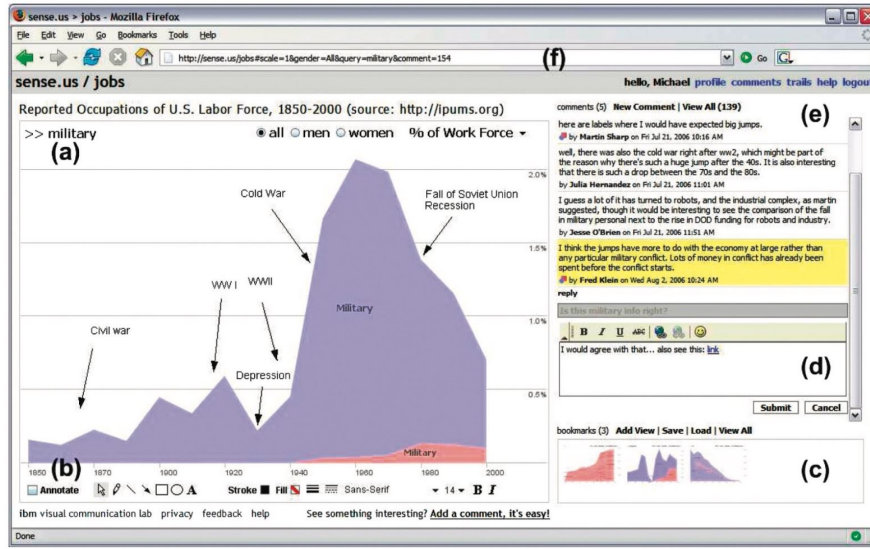 sense.us > jobs - Mozilla Firefox
File Edit View Go Bookmarks Tools Help
http://sense.us/jobs#scale=1&gender=All&query=military&comment=154
(f)
Go
G
sense.us / jobs
hello, Michael profile comments trails help logout
Reported Occupations of U.S. Labor Force, 1850-2000 (source: http://ipums.org)
>> military
all men women
% of Work Force
(a)
2.0%
1.5%
1.0%
0.5%
Cold War
Fall of Soviet Union
Recession
WW I
WWII
Military
Civil war
Depression
Military
1850 1870 1900 1920 1940 1960 1980 2000
(b)
Annotate
A
Stroke Fill Sans-Serif 14 B I
ibm visual communication lab privacy feedback help
See something interesting? Add a comment, it's easy!
comments (5) New Comment | View All (139)
(e)
here are labels where I would have expected big jumps.
by Martin Sharp on Fri Jul 21, 2006 10:16 AM
well, there was also the cold war right after ww2, which might be part of
the reason why there's such a huge jump after the 40s. It is also interesting
that there is such a drop between the 70s and the 80s.
by Julia Hernandez on Fri Jul 21, 2006 11:01 AM
I guess a lot of it has turned to robots, and the industrial complex, as martin
suggested, though it would be interesting to see the comparison of the fall
in military personal next to the rise in DOD funding for robots and industry.
by Jesse O'Brien on Fri Jul 21, 2006 11:51 AM
I think the jumps have more to do with the economy at large rather than
any particular military conflict. Lots of money in conflict has already been
spent before the conflict starts.
by Fred Klein on Wed Aug 2, 2006 10:24 AM
reply
Is this military info right?
B I U ABC
I would agree with that... also see this: link
(d)
Submit Cancel
bookmarks (3) Add View | Save | Load | View All
(c)
Done